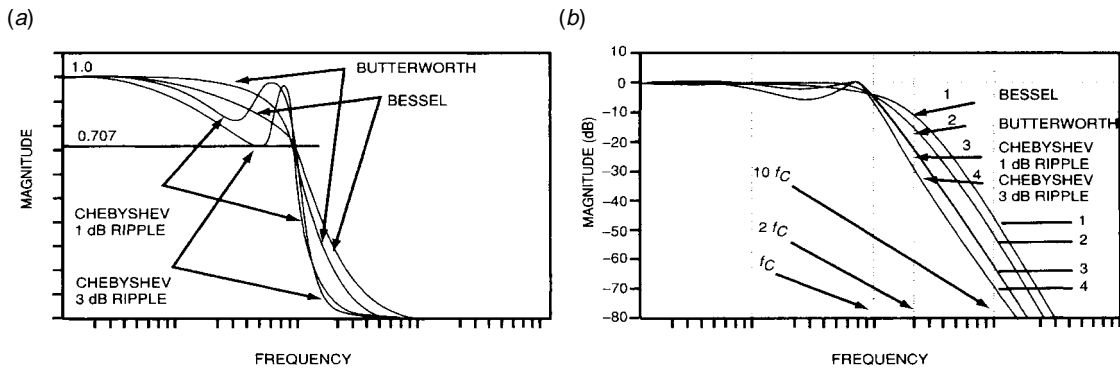 (a)
1.0
0.707
MAGNITUDE
BUTTERWORTH
BESSEL
CHEBYSHEV
1 dB RIPPLE
CHEBYSHEV
3 dB RIPPLE
FREQUENCY
(b)
10
0
−10
−20
−30
−40
−50
−60
−70
−80
MAGNITUDE (dB)
1 BESSEL
2 BUTTERWORTH
3 CHEBYSHEV
1 dB RIPPLE
4 CHEBYSHEV
3 dB RIPPLE
10 fC
2 fC
fC
1
2
3
4
FREQUENCY